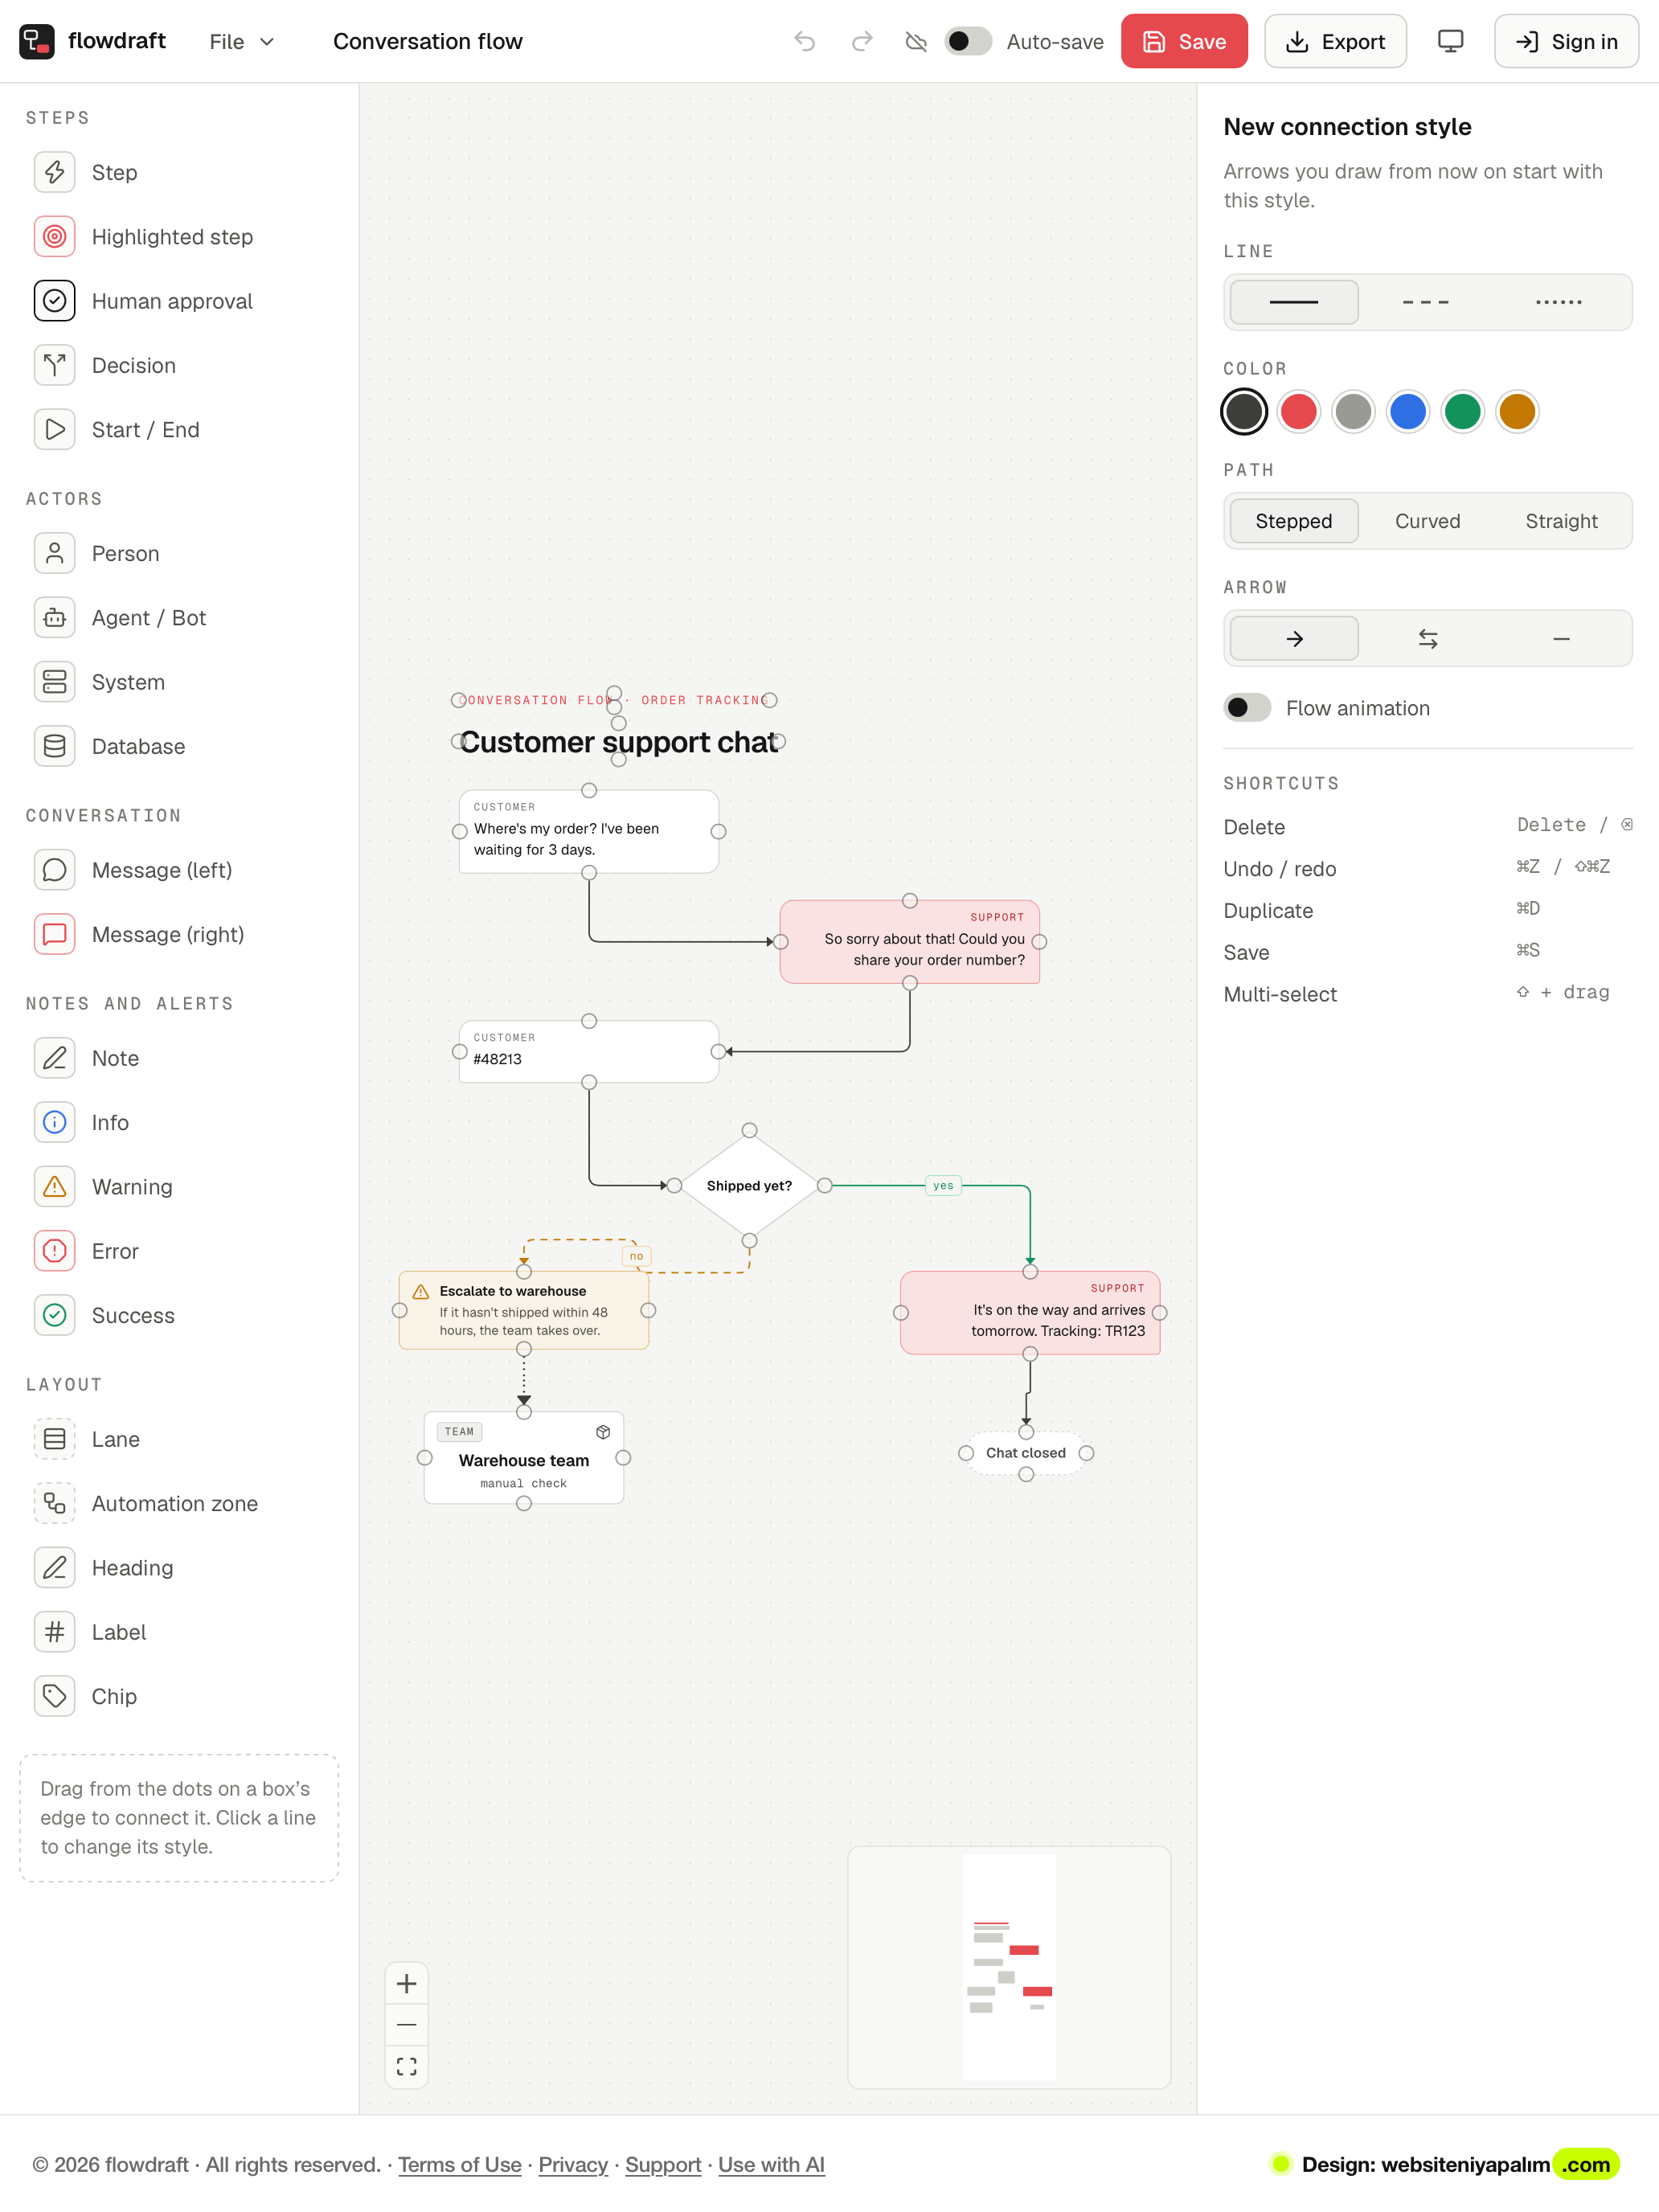 flowdraft
File
Conversation flow
Auto-save
Save
Export
Sign in
STEPS
Step
Highlighted step
Human approval
Decision
Start / End
ACTORS
Person
Agent / Bot
System
Database
CONVERSATION
Message (left)
Message (right)
NOTES AND ALERTS
Note
Info
Warning
Error
Success
LAYOUT
Lane
Automation zone
Heading
Label
Chip
Drag from the dots on a box’s
edge to connect it. Click a line
to change its style.
CONVERSATION FLOW · ORDER TRACKING
Customer support chat
CUSTOMER
Where's my order? I've been
waiting for 3 days.
SUPPORT
So sorry about that! Could you
share your order number?
CUSTOMER
#48213
Shipped yet?
yes
no
Escalate to warehouse
If it hasn't shipped within 48
hours, the team takes over.
SUPPORT
It's on the way and arrives
tomorrow. Tracking: TR123
TEAM
Warehouse team
manual check
Chat closed
New connection style
Arrows you draw from now on start with
this style.
LINE
COLOR
PATH
Stepped
Curved
Straight
ARROW
Flow animation
SHORTCUTS
Delete Delete / ⌫
Undo / redo ⌘Z / ⇧⌘Z
Duplicate ⌘D
Save ⌘S
Multi-select ⇧ + drag
© 2026 flowdraft · All rights reserved. · Terms of Use · Privacy · Support · Use with AI
Design: websiteniyapalım.com